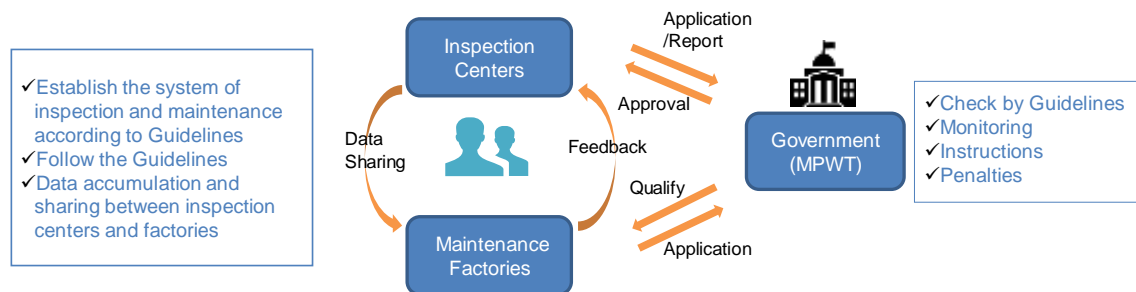 ✓Establish the system of
inspection and maintenance
according to Guidelines
✓Follow the Guidelines
✓Data accumulation and
sharing between inspection
centers and factories
Inspection
Centers
Data
Sharing
Feedback
Maintenance
Factories
Application
/Report
Approval
Qualify
Application
Government
(MPWT)
✓Check by Guidelines
✓Monitoring
✓Instructions
✓Penalties